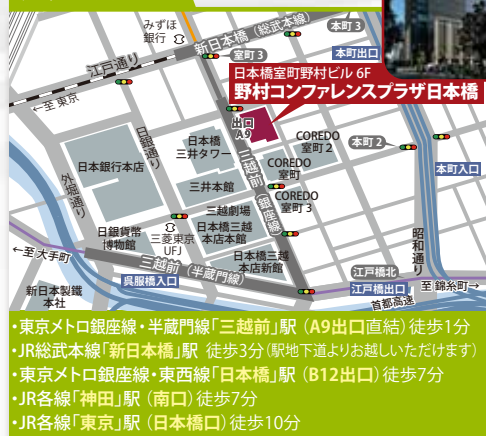 みずほ
銀行
新日本橋（総武本線）
本町3
室町3
本町出口
江戸通り
日本橋室町野村ビル 6F
野村コンファレンスプラザ日本橋
←至 東京
出口
A9
日銀通り
日本橋
三井タワー
COREDO
室町2
本町2
外堀通り
日本銀行本店
三越前（銀座線）
COREDO
室町
本町入口
三井本館
COREDO
室町3
三越劇場
日銀貨幣
博物館
三菱東京
UFJ
日本橋三越
本店本館
昭和通り
←至 大手町
三越前（半蔵門線）
日本橋三越
本店新館
江戸橋北
呉服橋入口
江戸橋出口
至 錦糸町→
新日本製鐵
本社
首都高速
・東京メトロ銀座線・半蔵門線「三越前」駅（A9出口直結）徒歩1分
・JR総武本線「新日本橋」駅 徒歩3分（駅地下道よりお越しいただけます）
・東京メトロ銀座線・東西線「日本橋」駅（B12出口）徒歩7分
・JR各線「神田」駅（南口）徒歩7分
・JR各線「東京」駅（日本橋口）徒歩10分